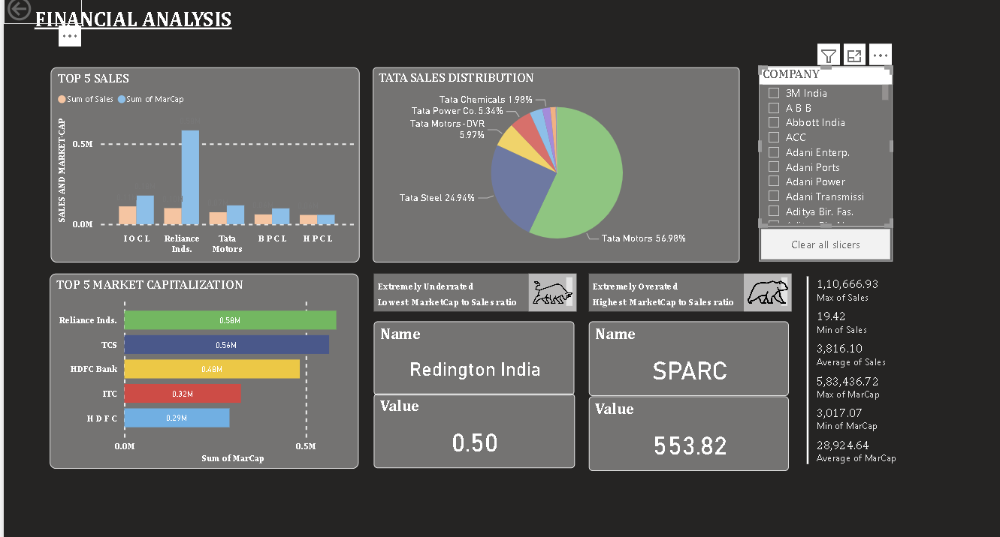 FINANCIAL ANALYSIS
TOP 5 SALES
Sum of Sales
Sum of MarCap
SALES AND MARKET-CAP
0.5M
0.0M
I O C L
Reliance
Inds.
Tata
Motors
B P C L
H P C L
TATA SALES DISTRIBUTION
Tata Chemicals 1.98%
Tata Power Co. 5.34%
Tata Motors-DVR
5.97%
Tata Steel 24.94%
Tata Motors 56.98%
COMPANY
3M India
A B B
Abbott India
ACC
Adani Enterp.
Adani Ports
Adani Power
Adani Transmissi
Aditya Bir. Fas.
Clear all slicers
TOP 5 MARKET CAPITALIZATION
Reliance Inds.
0.58M
TCS
0.56M
HDFC Bank
0.48M
ITC
0.32M
H D F C
0.29M
0.0M
0.5M
Sum of MarCap
Extremely Underrated
Lowest MarketCap to Sales ratio
Name
Redington India
Value
0.50
Extremely Overated
Highest MarketCap to Sales ratio
Name
SPARC
Value
553.82
1,10,666.93
Max of Sales
19.42
Min of Sales
3,816.10
Average of Sales
5,83,436.72
Max of MarCap
3,017.07
Min of MarCap
28,924.64
Average of MarCap